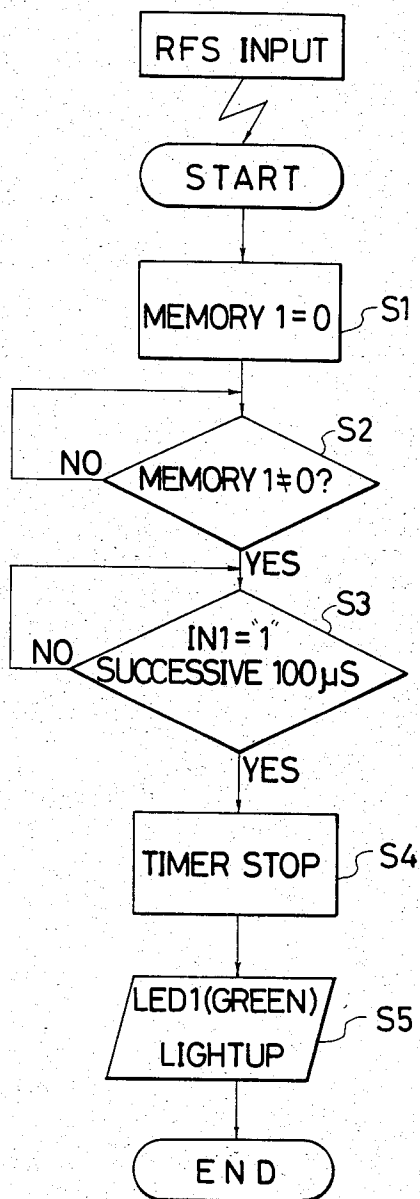 RFS INPUT
START
MEMORY 1=0
S1
S2
NO
MEMORY 1≠0?
YES
S3
IN1="1"
NO
SUCCESSIVE 100μS
YES
TIMER STOP
S4
LED1(GREEN)
LIGHTUP
S5
END